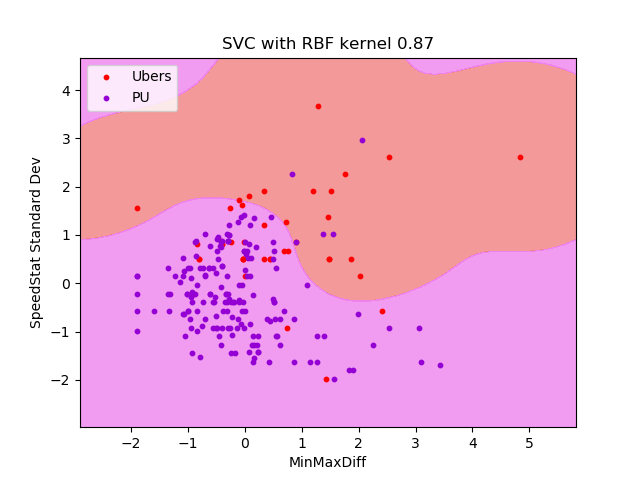 SVC with RBF kernel 0.87
Ubers
PU
4
3
2
1
0
−1
−2
SpeedStat Standard Dev
−2 −1 0 1 2 3 4 5
MinMaxDiff